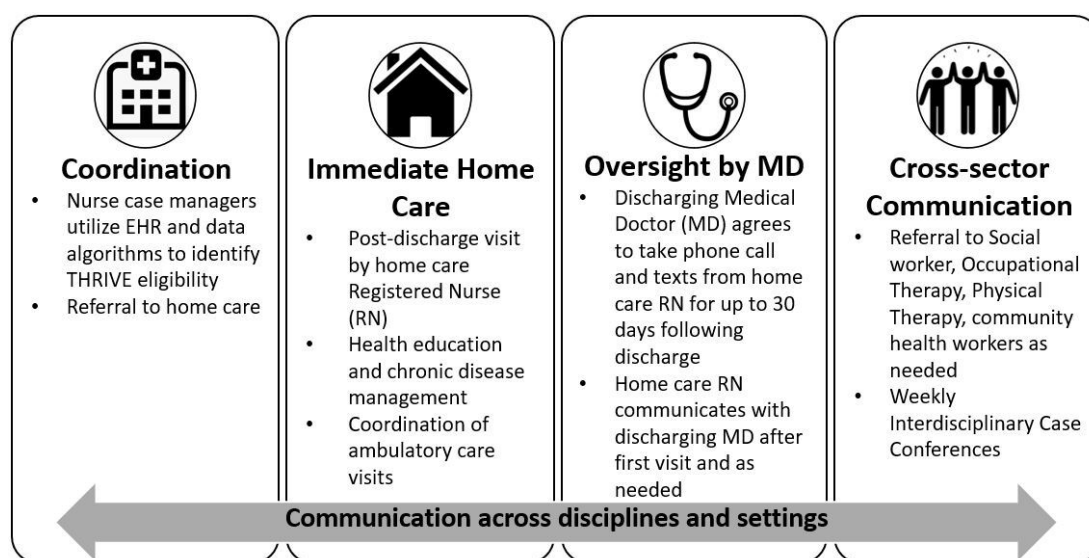 Coordination
• Nurse case managers
utilize EHR and data
algorithms to identify
THRIVE eligibility
• Referral to home care
Immediate Home
Care
• Post-discharge visit
by home care
Registered Nurse
(RN)
• Health education
and chronic disease
management
• Coordination of
ambulatory care
visits
Oversight by MD
• Discharging Medical
Doctor (MD) agrees
to take phone call
and texts from home
care RN for up to 30
days following
discharge
• Home care RN
communicates with
discharging MD after
first visit and as
needed
Cross-sector
Communication
• Referral to Social
worker, Occupational
Therapy, Physical
Therapy, community
health workers as
needed
• Weekly
Interdisciplinary Case
Conferences
Communication across disciplines and settings